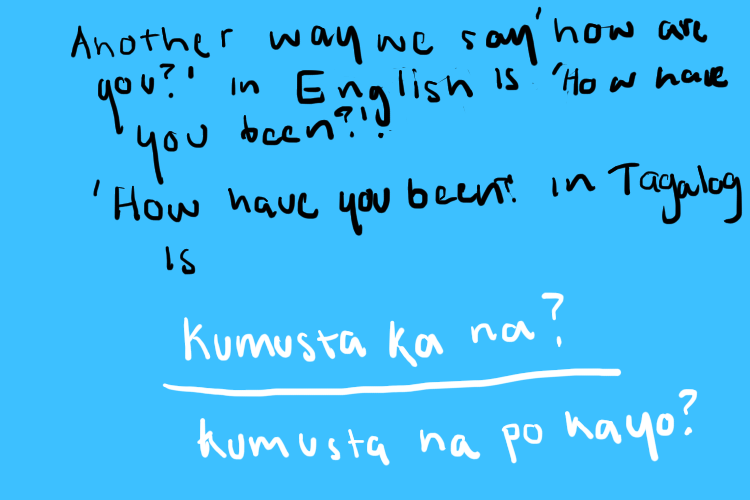 Another way we say 'how are
you?' in English is 'How have
you been?'.
'How have you been?' in Tagalog
is
Kumusta ka na?
kumusta na po kayo?